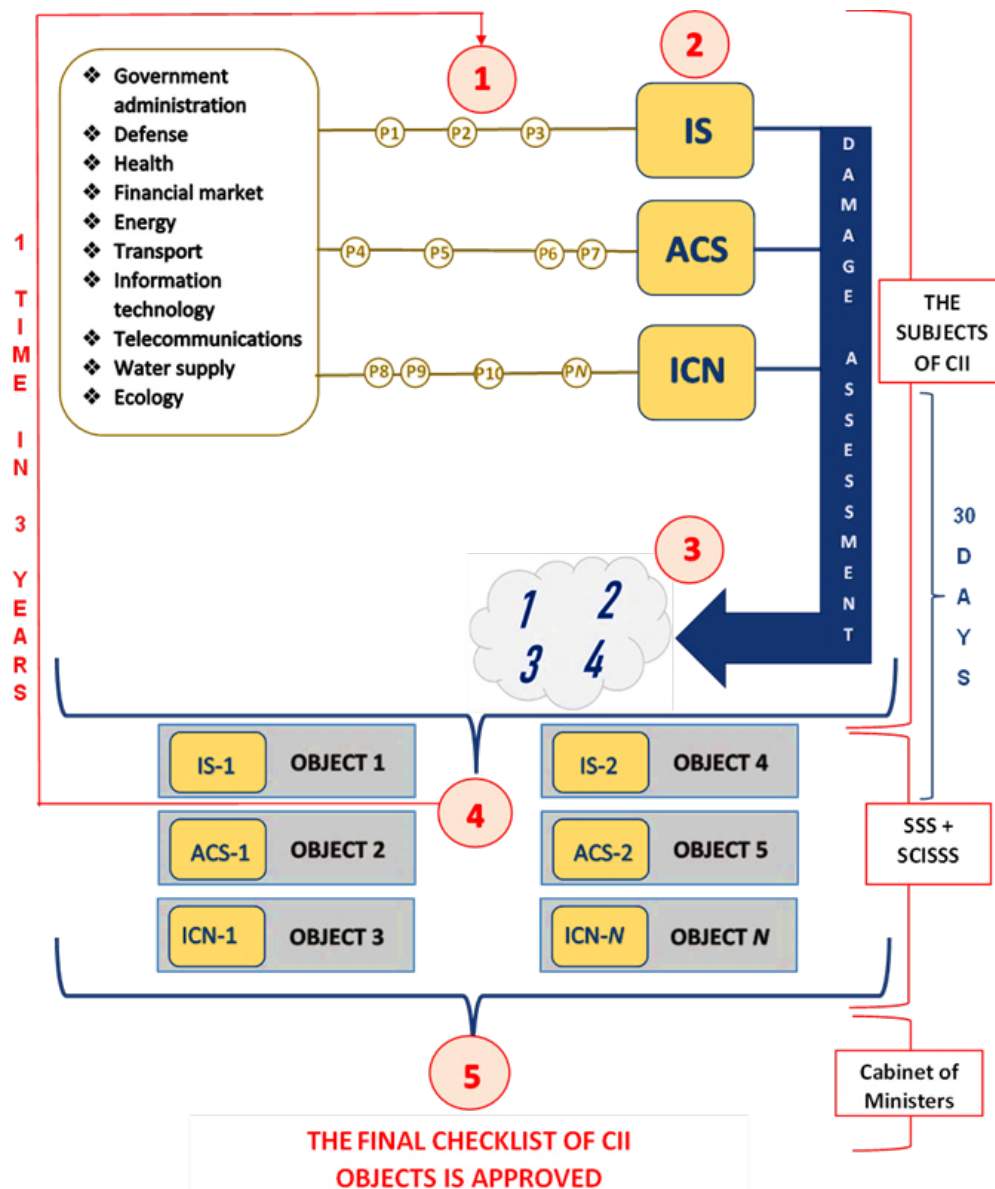 1
2
❖ Government
administration
❖ Defense
❖ Health
❖ Financial market
❖ Energy
❖ Transport
❖ Information
technology
❖ Telecommunications
❖ Water supply
❖ Ecology
P1
P2
P3
IS
P4
P5
P6
P7
ACS
P8
P9
P10
PN
ICN
DAMAGE ASSESSMENT
1 TIME IN 3 YEARS
THE
SUBJECTS
OF CII
30 DAYS
3
1
2
3
4
IS-1
OBJECT 1
IS-2
OBJECT 4
4
ACS-1
OBJECT 2
ACS-2
OBJECT 5
SSS +
SCISSS
ICN-1
OBJECT 3
ICN-N
OBJECT N
5
Cabinet of
Ministers
THE FINAL CHECKLIST OF CII
OBJECTS IS APPROVED